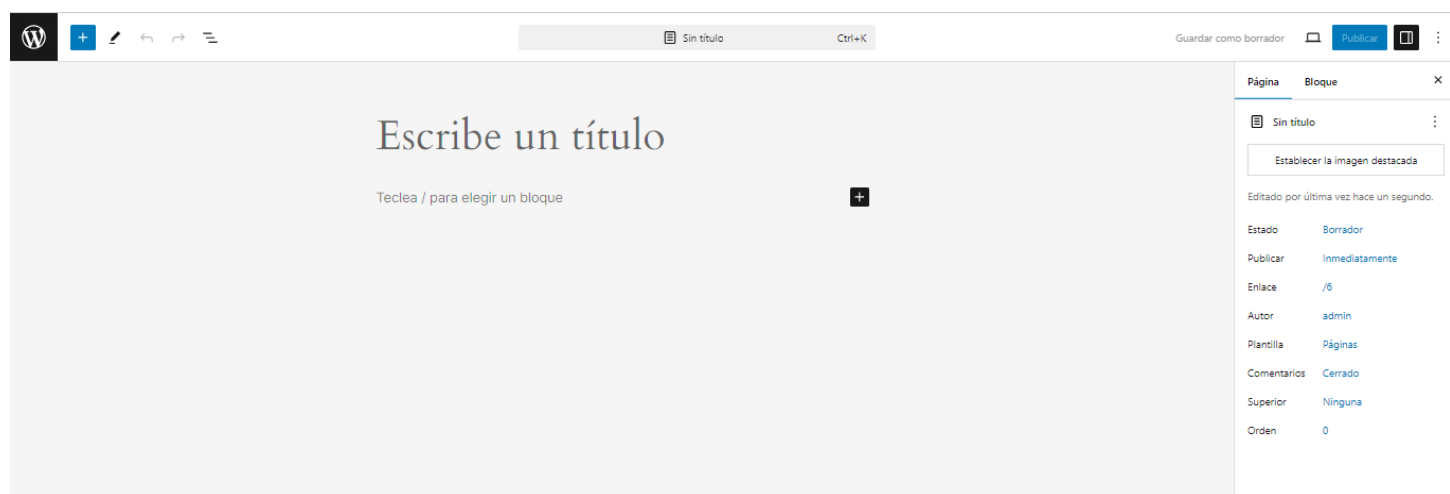 Sin título Ctrl+K Guardar como borrador Publicar
Página Bloque
Sin título
Establecer la imagen destacada
Editado por última vez hace un segundo.
Estado Borrador
Publicar Inmediatamente
Enlace /6
Autor admin
Plantilla Páginas
Comentarios Cerrado
Superior Ninguna
Orden 0
Escribe un título
Teclea / para elegir un bloque